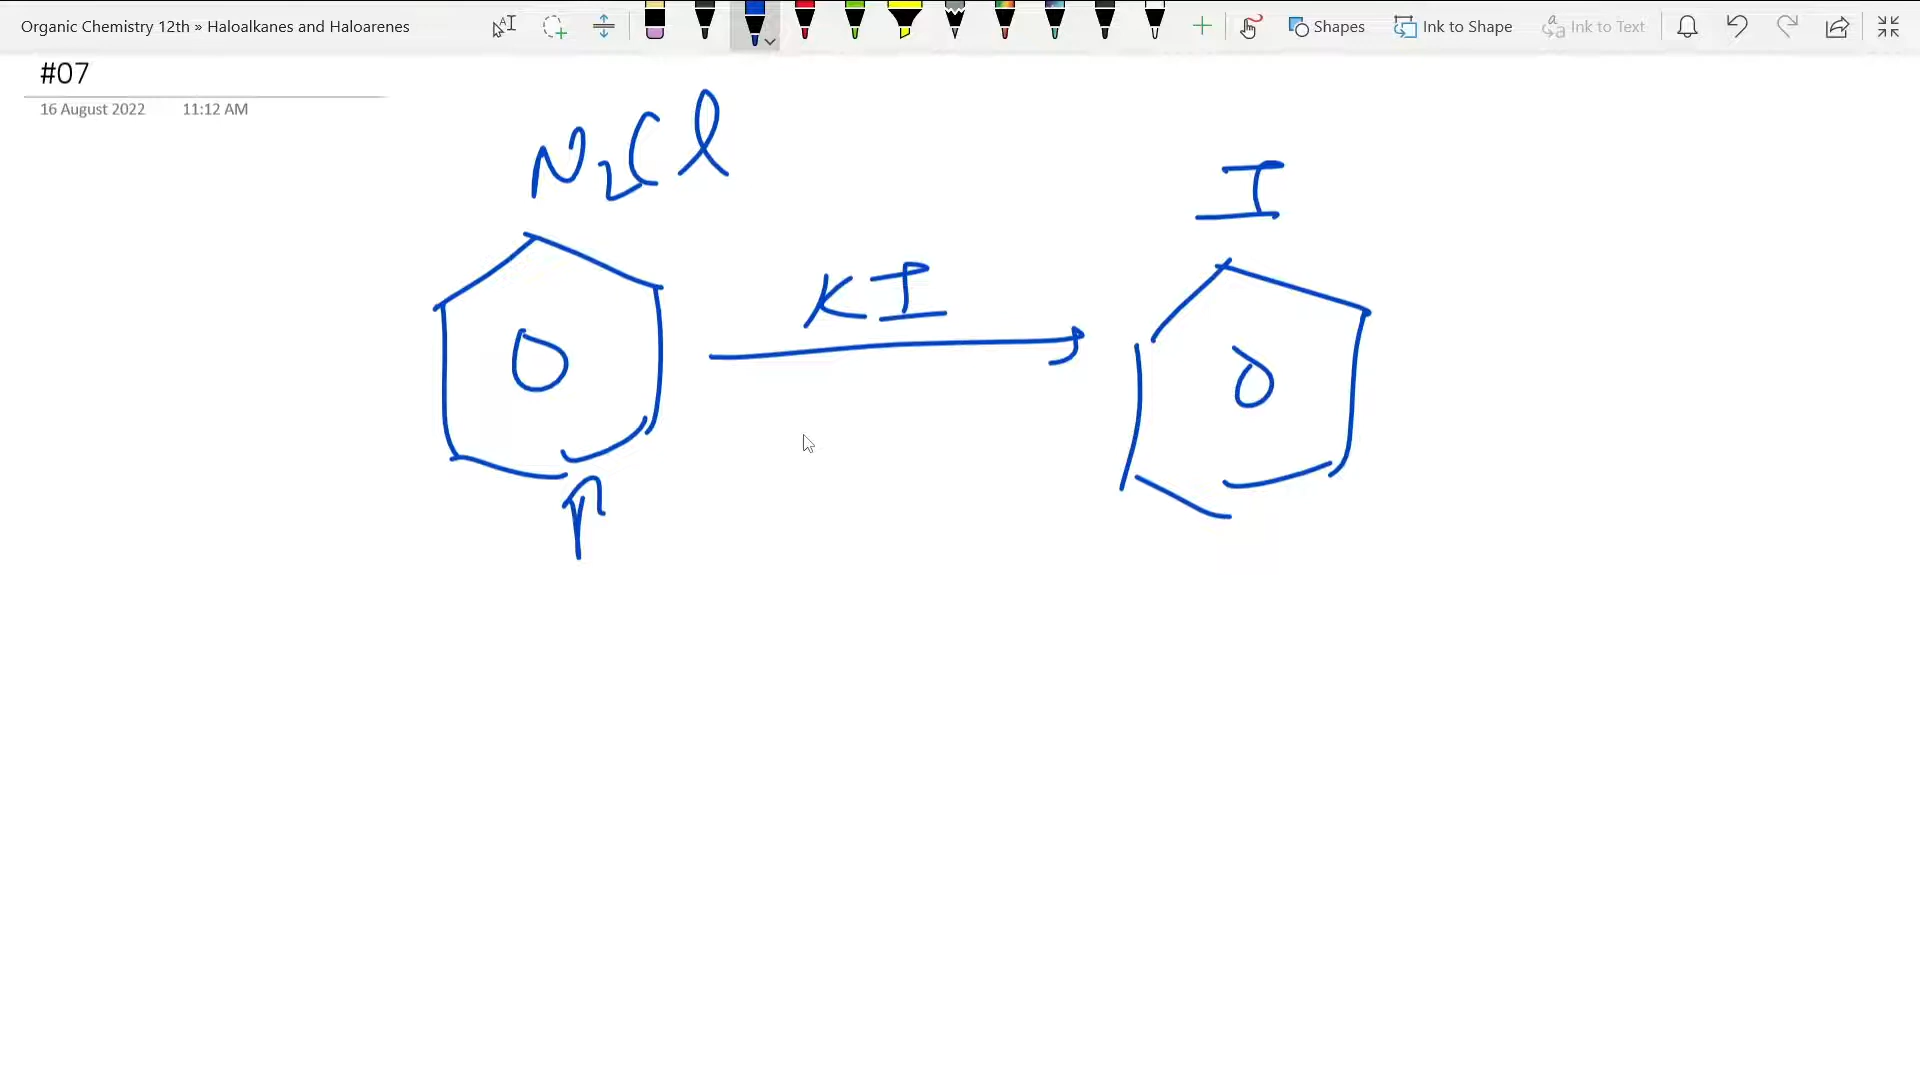 Organic Chemistry 12th » Haloalkanes and Haloarenes
Shapes
Ink to Shape
Ink to Text
#07
16 August 2022 11:12 AM
N2Cl
I
KI